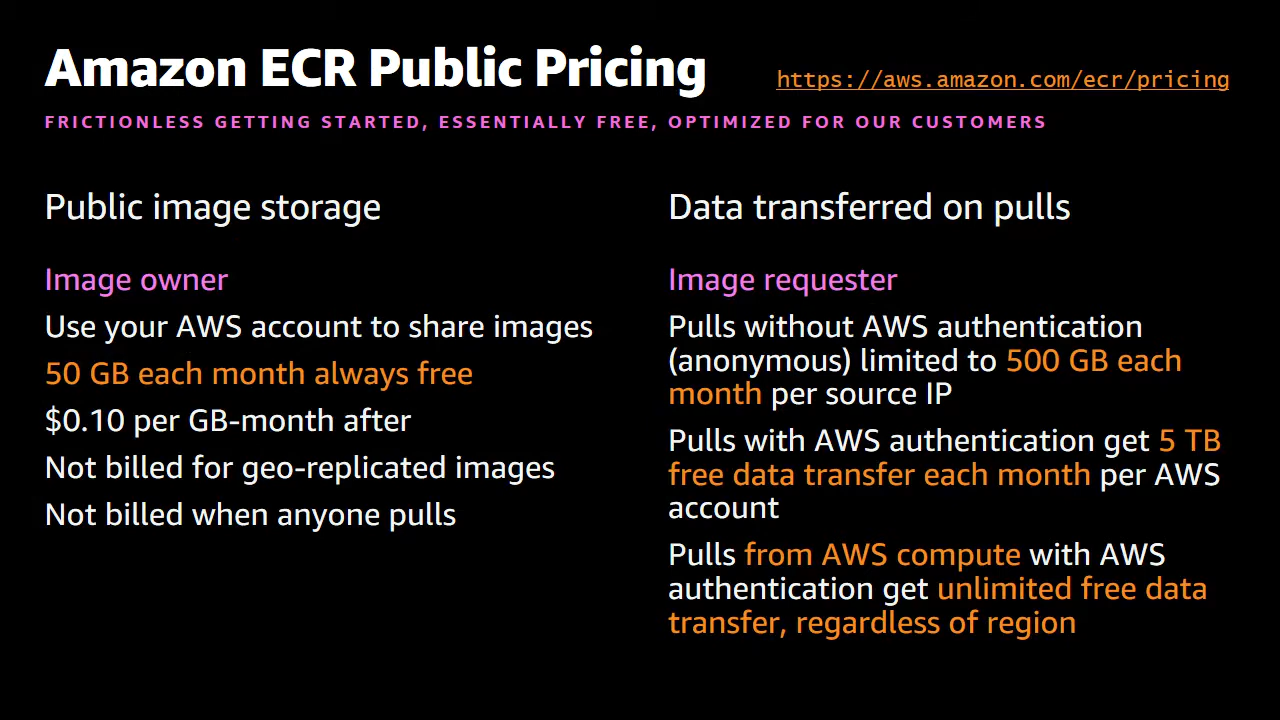 Amazon ECR Public Pricing
https://aws.amazon.com/ecr/pricing
FRICTIONLESS GETTING STARTED, ESSENTIALLY FREE, OPTIMIZED FOR OUR CUSTOMERS
Public image storage
Image owner
Use your AWS account to share images
50 GB each month always free
$0.10 per GB-month after
Not billed for geo-replicated images
Not billed when anyone pulls
Data transferred on pulls
Image requester
Pulls without AWS authentication
(anonymous) limited to 500 GB each
month per source IP
Pulls with AWS authentication get 5 TB
free data transfer each month per AWS
account
Pulls from AWS compute with AWS
authentication get unlimited free data
transfer, regardless of region